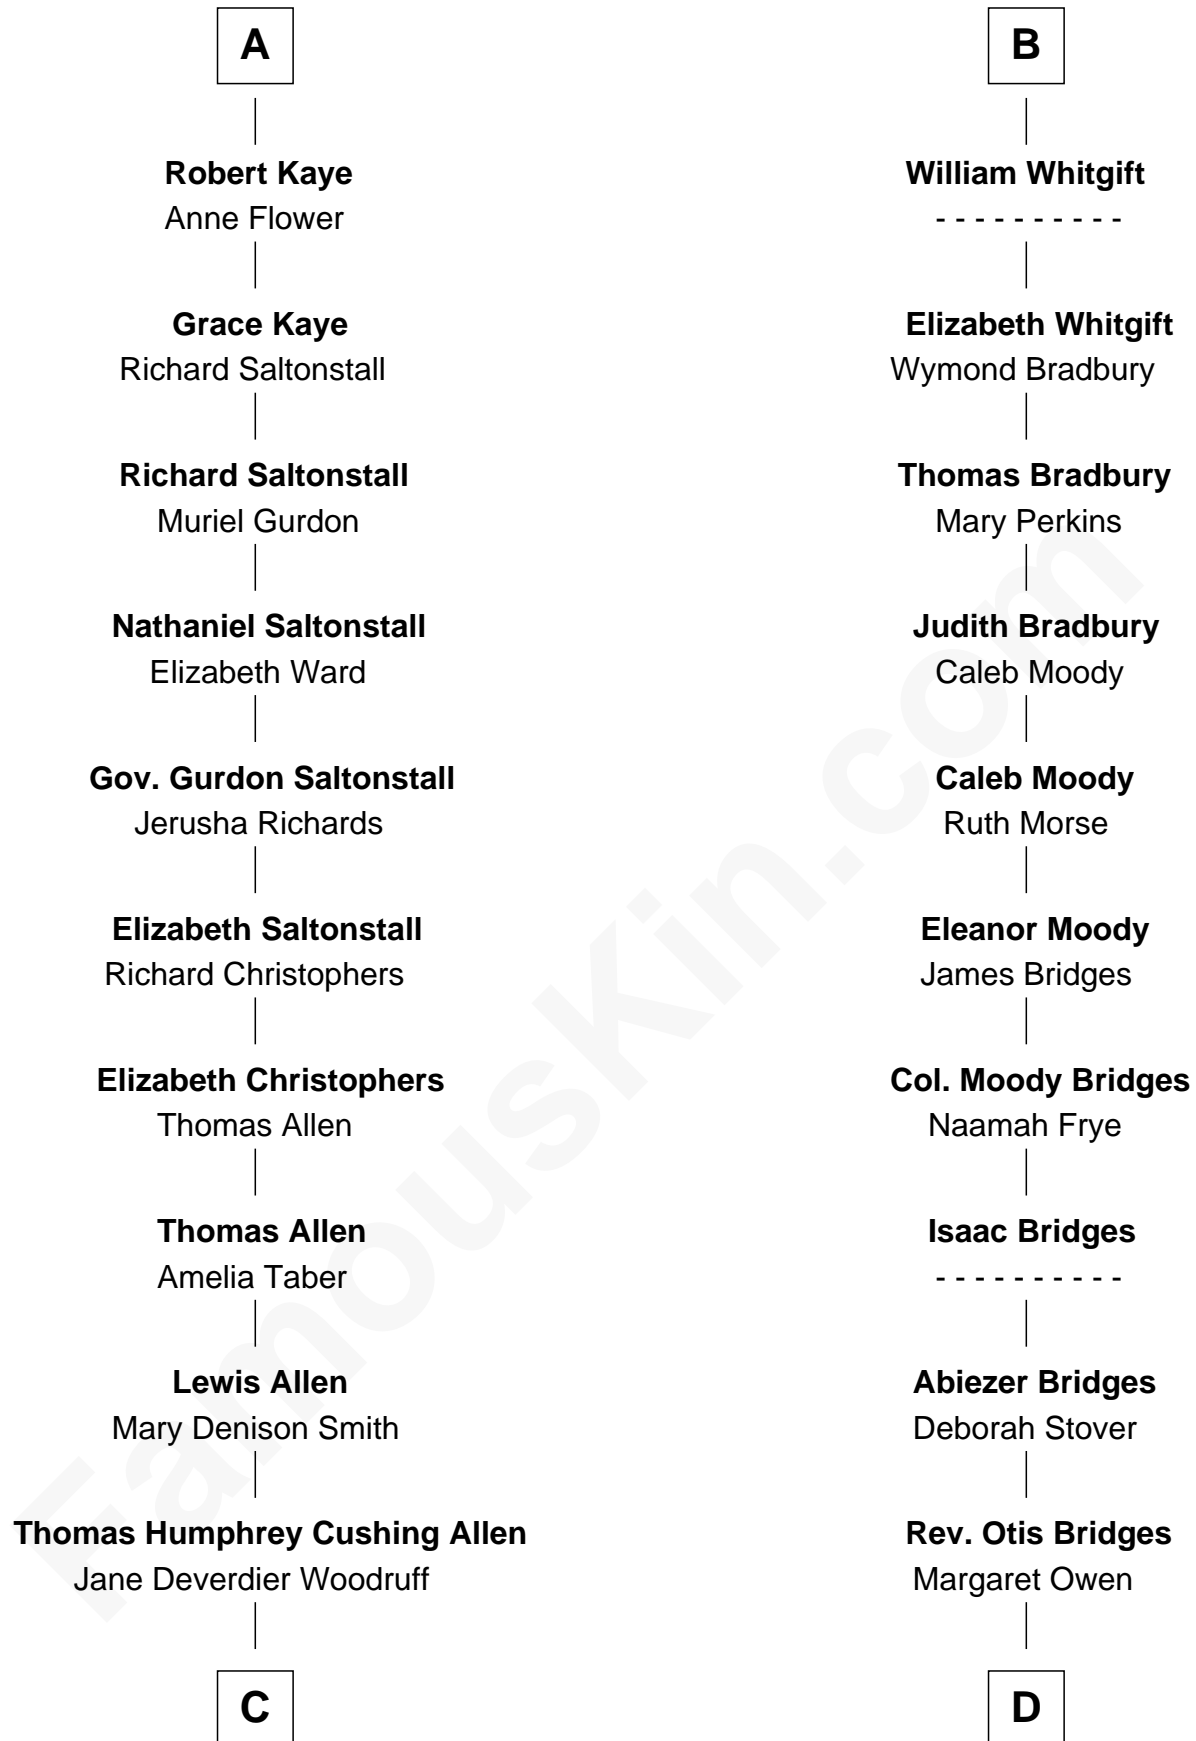 A
Robert Kaye
Anne Flower
Grace Kaye
Richard Saltonstall
Richard Saltonstall
Muriel Gurdon
Nathaniel Saltonstall
Elizabeth Ward
Gov. Gurdon Saltonstall
Jerusha Richards
Elizabeth Saltonstall
Richard Christophers
Elizabeth Christophers
Thomas Allen
Thomas Allen
Amelia Taber
Lewis Allen
Mary Denison Smith
Thomas Humphrey Cushing Allen
Jane Deverdier Woodruff
C
B
William Whitgift
- - - - - - - - - -
Elizabeth Whitgift
Wymond Bradbury
Thomas Bradbury
Mary Perkins
Judith Bradbury
Caleb Moody
Caleb Moody
Ruth Morse
Eleanor Moody
James Bridges
Col. Moody Bridges
Naamah Frye
Isaac Bridges
- - - - - - - - - -
Abiezer Bridges
Deborah Stover
Rev. Otis Bridges
Margaret Owen
D
FamousKin.com